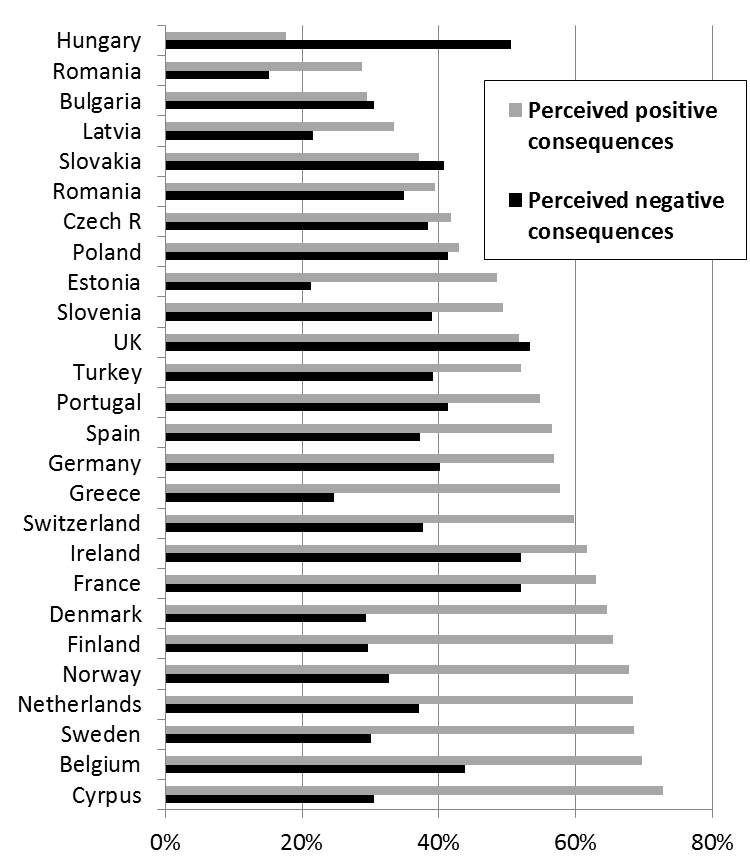 Hungary
Romania
Bulgaria
Latvia
Slovakia
Romania
Czech R
Poland
Estonia
Slovenia
UK
Turkey
Portugal
Spain
Germany
Greece
Switzerland
Ireland
France
Denmark
Finland
Norway
Netherlands
Sweden
Belgium
Cyrpus
Perceived positive
consequences
Perceived negative
consequences
0% 20% 40% 60% 80%